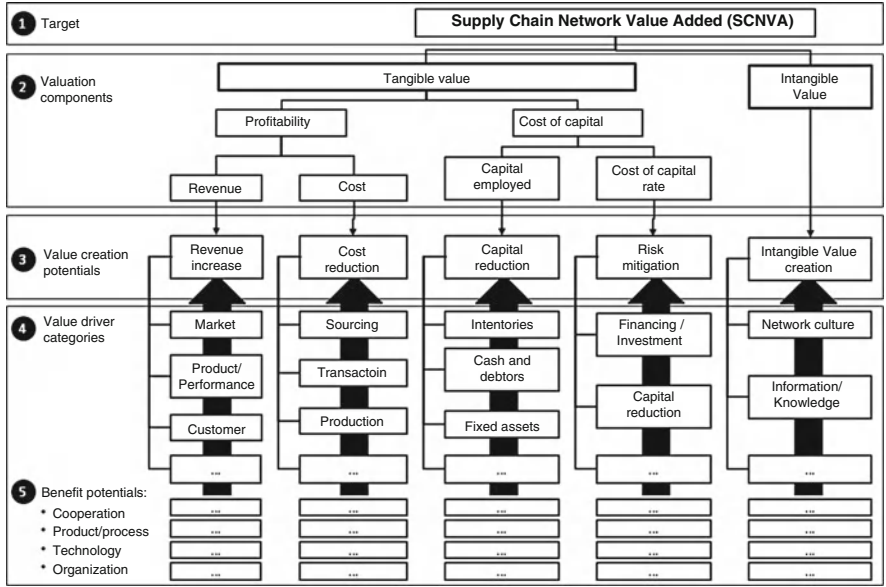 1 Target
Supply Chain Network Value Added (SCNVA)
2 Valuation
components
Tangible value
Intangible
Value
Profitability
Cost of capital
Revenue
Cost
Capital
employed
Cost of capital
rate
3 Value creation
potentials
Revenue
increase
Cost
reduction
Capital
reduction
Risk
mitigation
Intangible Value
creation
4 Value driver
categories
Market
Product/
Performance
Customer
...
Sourcing
Transactoin
Production
...
Intentories
Cash and
debtors
Fixed assets
...
Financing /
Investment
Capital
reduction
...
Network culture
Information/
Knowledge
...
5 Benefit potentials:
* Cooperation
* Product/process
* Technology
* Organization
... ... ... ... ...
... ... ... ... ...
... ... ... ... ...
... ... ... ... ...